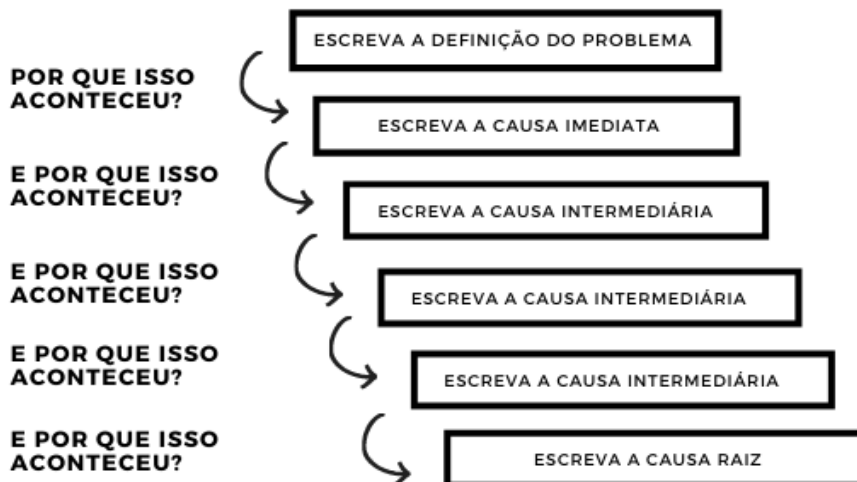 ESCREVA A DEFINIÇÃO DO PROBLEMA
POR QUE ISSO
ACONTECEU?
ESCREVA A CAUSA IMEDIATA
E POR QUE ISSO
ACONTECEU?
ESCREVA A CAUSA INTERMEDIÁRIA
E POR QUE ISSO
ACONTECEU?
ESCREVA A CAUSA INTERMEDIÁRIA
E POR QUE ISSO
ACONTECEU?
ESCREVA A CAUSA INTERMEDIÁRIA
E POR QUE ISSO
ACONTECEU?
ESCREVA A CAUSA RAIZ